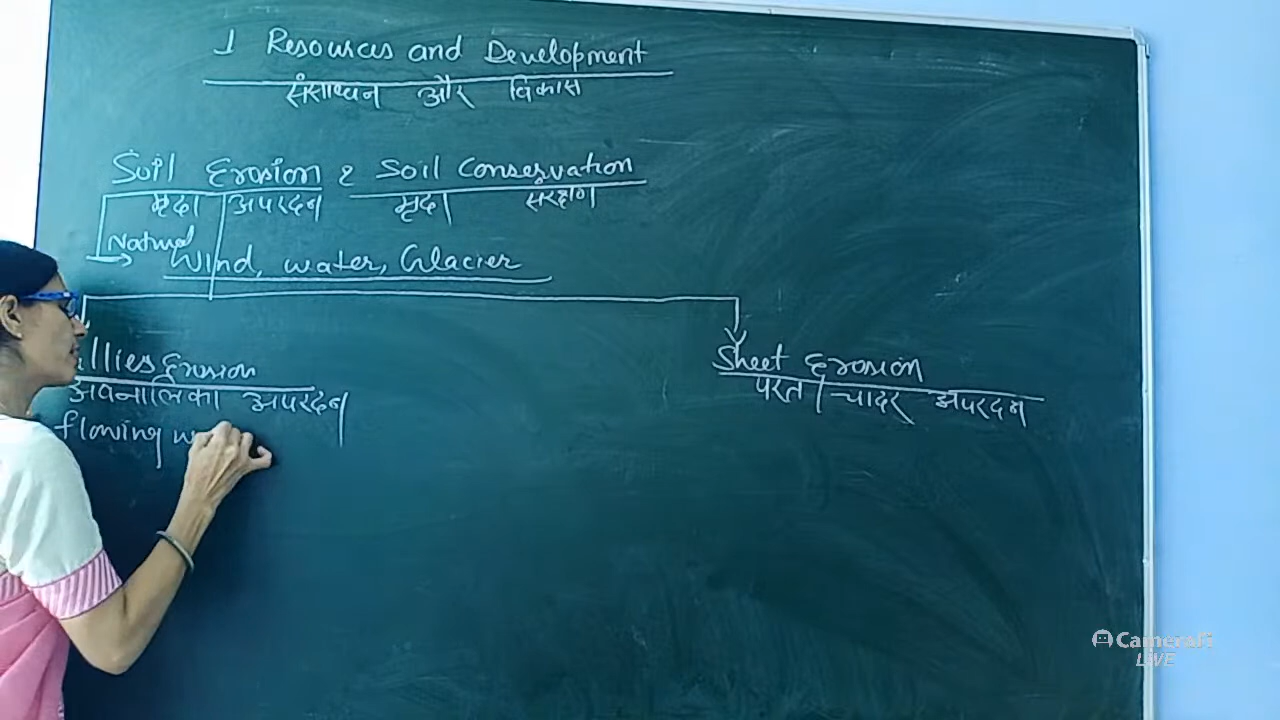 1 Resources and Development
संसाधन और विकास
Soil Erosion & Soil Conservation
मृदा अपरदन मृदा संरक्षण
Natural
Wind, water, Glacier
llies Erosion
अवनालिका अपरदन
flowing w
Sheet Erosion
परत / चादर अपरदन
CameraFi
LiVE